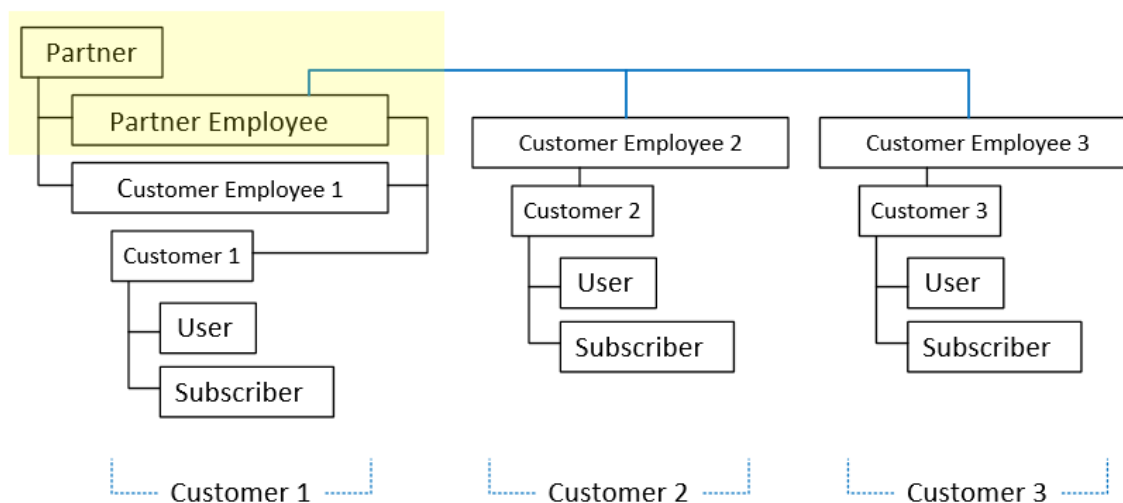 Partner
Partner Employee
Customer Employee 1
Customer 1
User
Subscriber
Customer Employee 2
Customer 2
User
Subscriber
Customer Employee 3
Customer 3
User
Subscriber
Customer 1
Customer 2
Customer 3